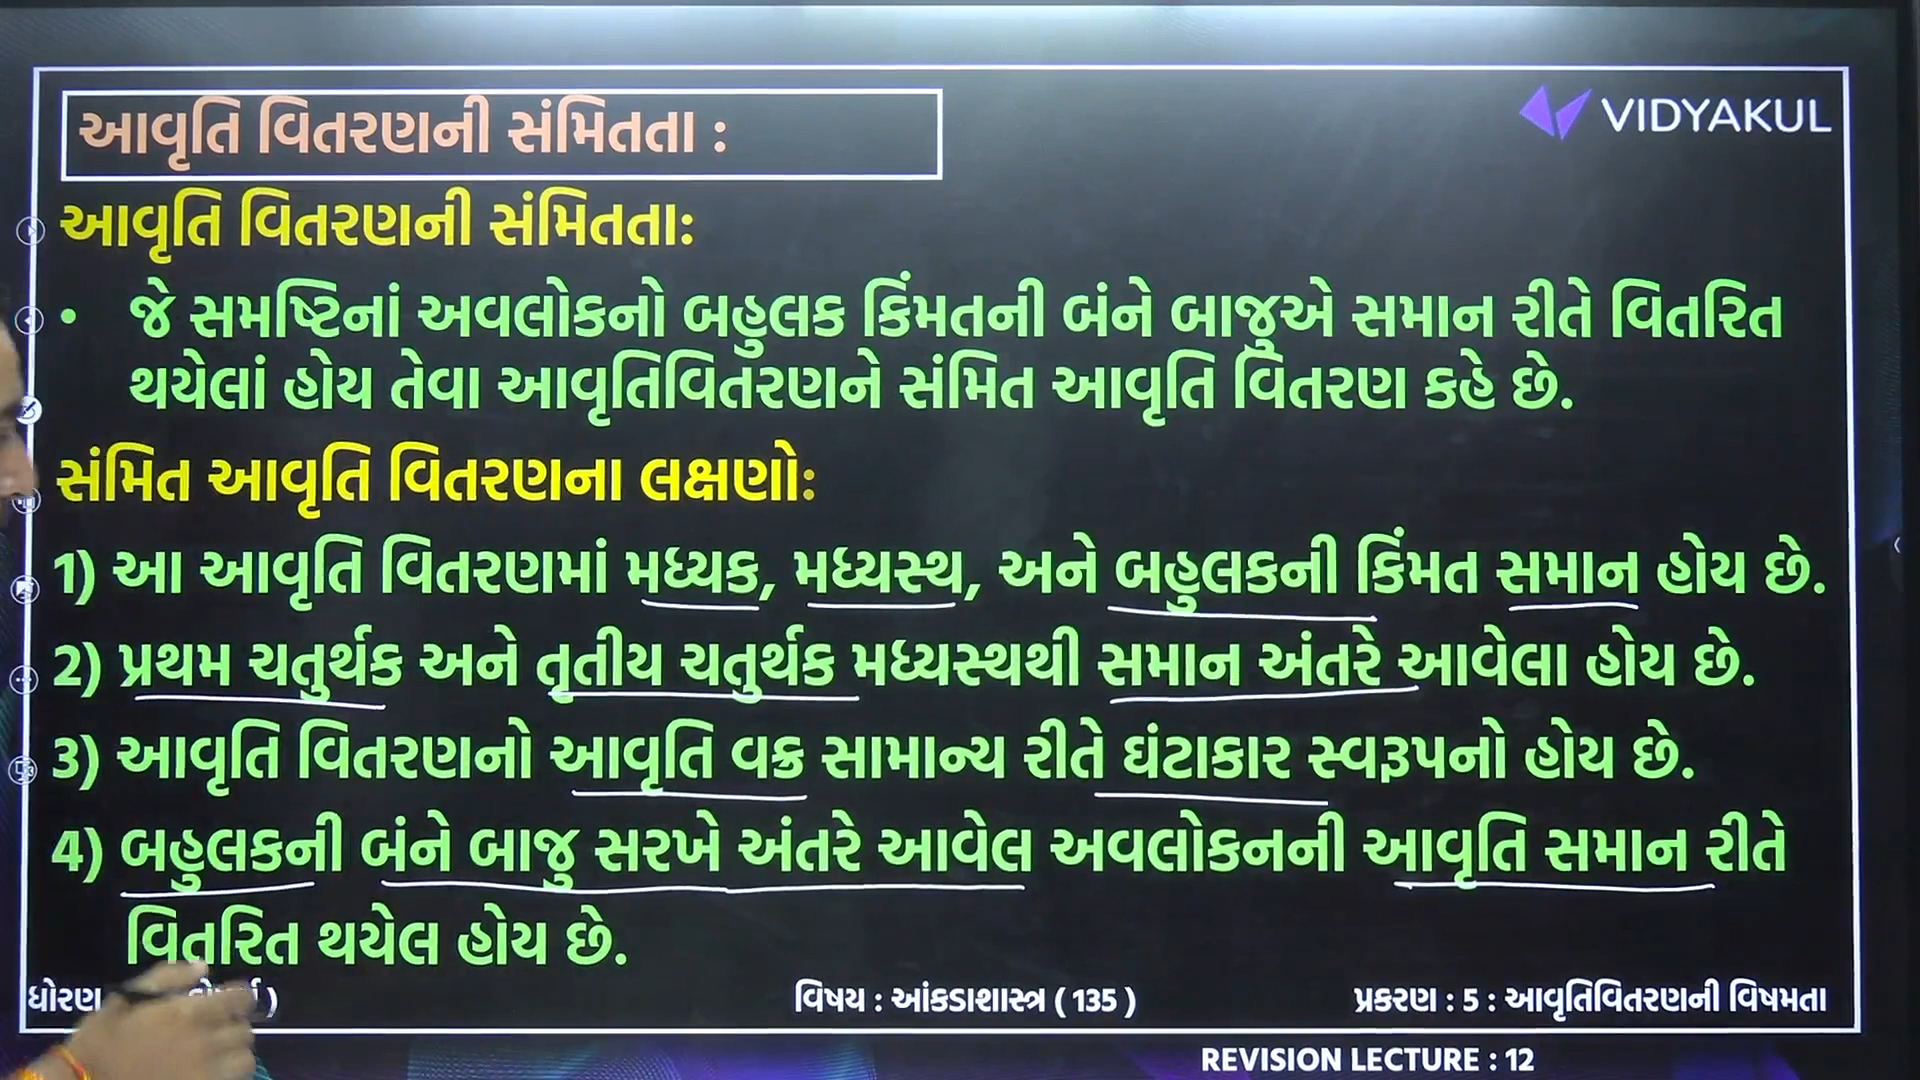 આવૃતિ વિતરણની સંમિતતા :
VIDYAKUL
આવૃતિ વિતરણની સંમિતતા:
• જે સમષ્ટિનાં અવલોકનો બહુલક કિંમતની બંને બાજુએ સમાન રીતે વિતરિત
થયેલાં હોય તેવા આવૃતિવિતરણને સંમિત આવૃતિ વિતરણ કહે છે.
સંમિત આવૃતિ વિતરણના લક્ષણો:
1) આ આવૃતિ વિતરણમાં મધ્યક, મધ્યસ્થ, અને બહુલકની કિંમત સમાન હોય છે.
2) પ્રથમ ચતુર્થક અને તૃતીય ચતુર્થક મધ્યસ્થથી સમાન અંતરે આવેલા હોય છે.
3) આવૃતિ વિતરણનો આવૃતિ વક્ર સામાન્ય રીતે ઘંટાકાર સ્વરૂપનો હોય છે.
4) બહુલકની બંને બાજુ સરખે અંતરે આવેલ અવલોકનની આવૃતિ સમાન રીતે
વિતરિત થયેલ હોય છે.
ધોરણ
વિષય : આંકડાશાસ્ત્ર ( 135 )
પ્રકરણ : 5 : આવૃતિવિતરણની વિષમતા
REVISION LECTURE : 12